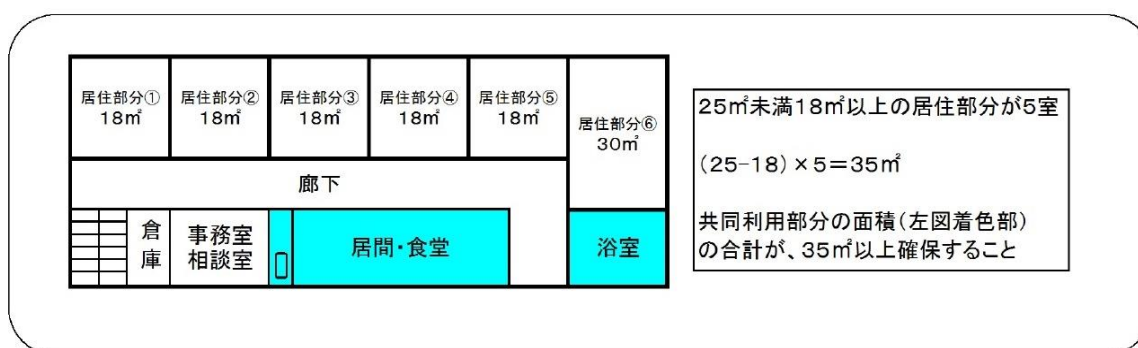 居住部分①
18㎡
居住部分②
18㎡
居住部分③
18㎡
居住部分④
18㎡
居住部分⑤
18㎡
居住部分⑥
30㎡
廊下
倉庫
事務室
相談室
居間・食堂
浴室
25㎡未満18㎡以上の居住部分が5室
(25-18)×5=35㎡
共同利用部分の面積(左図着色部)
の合計が、35㎡以上確保すること